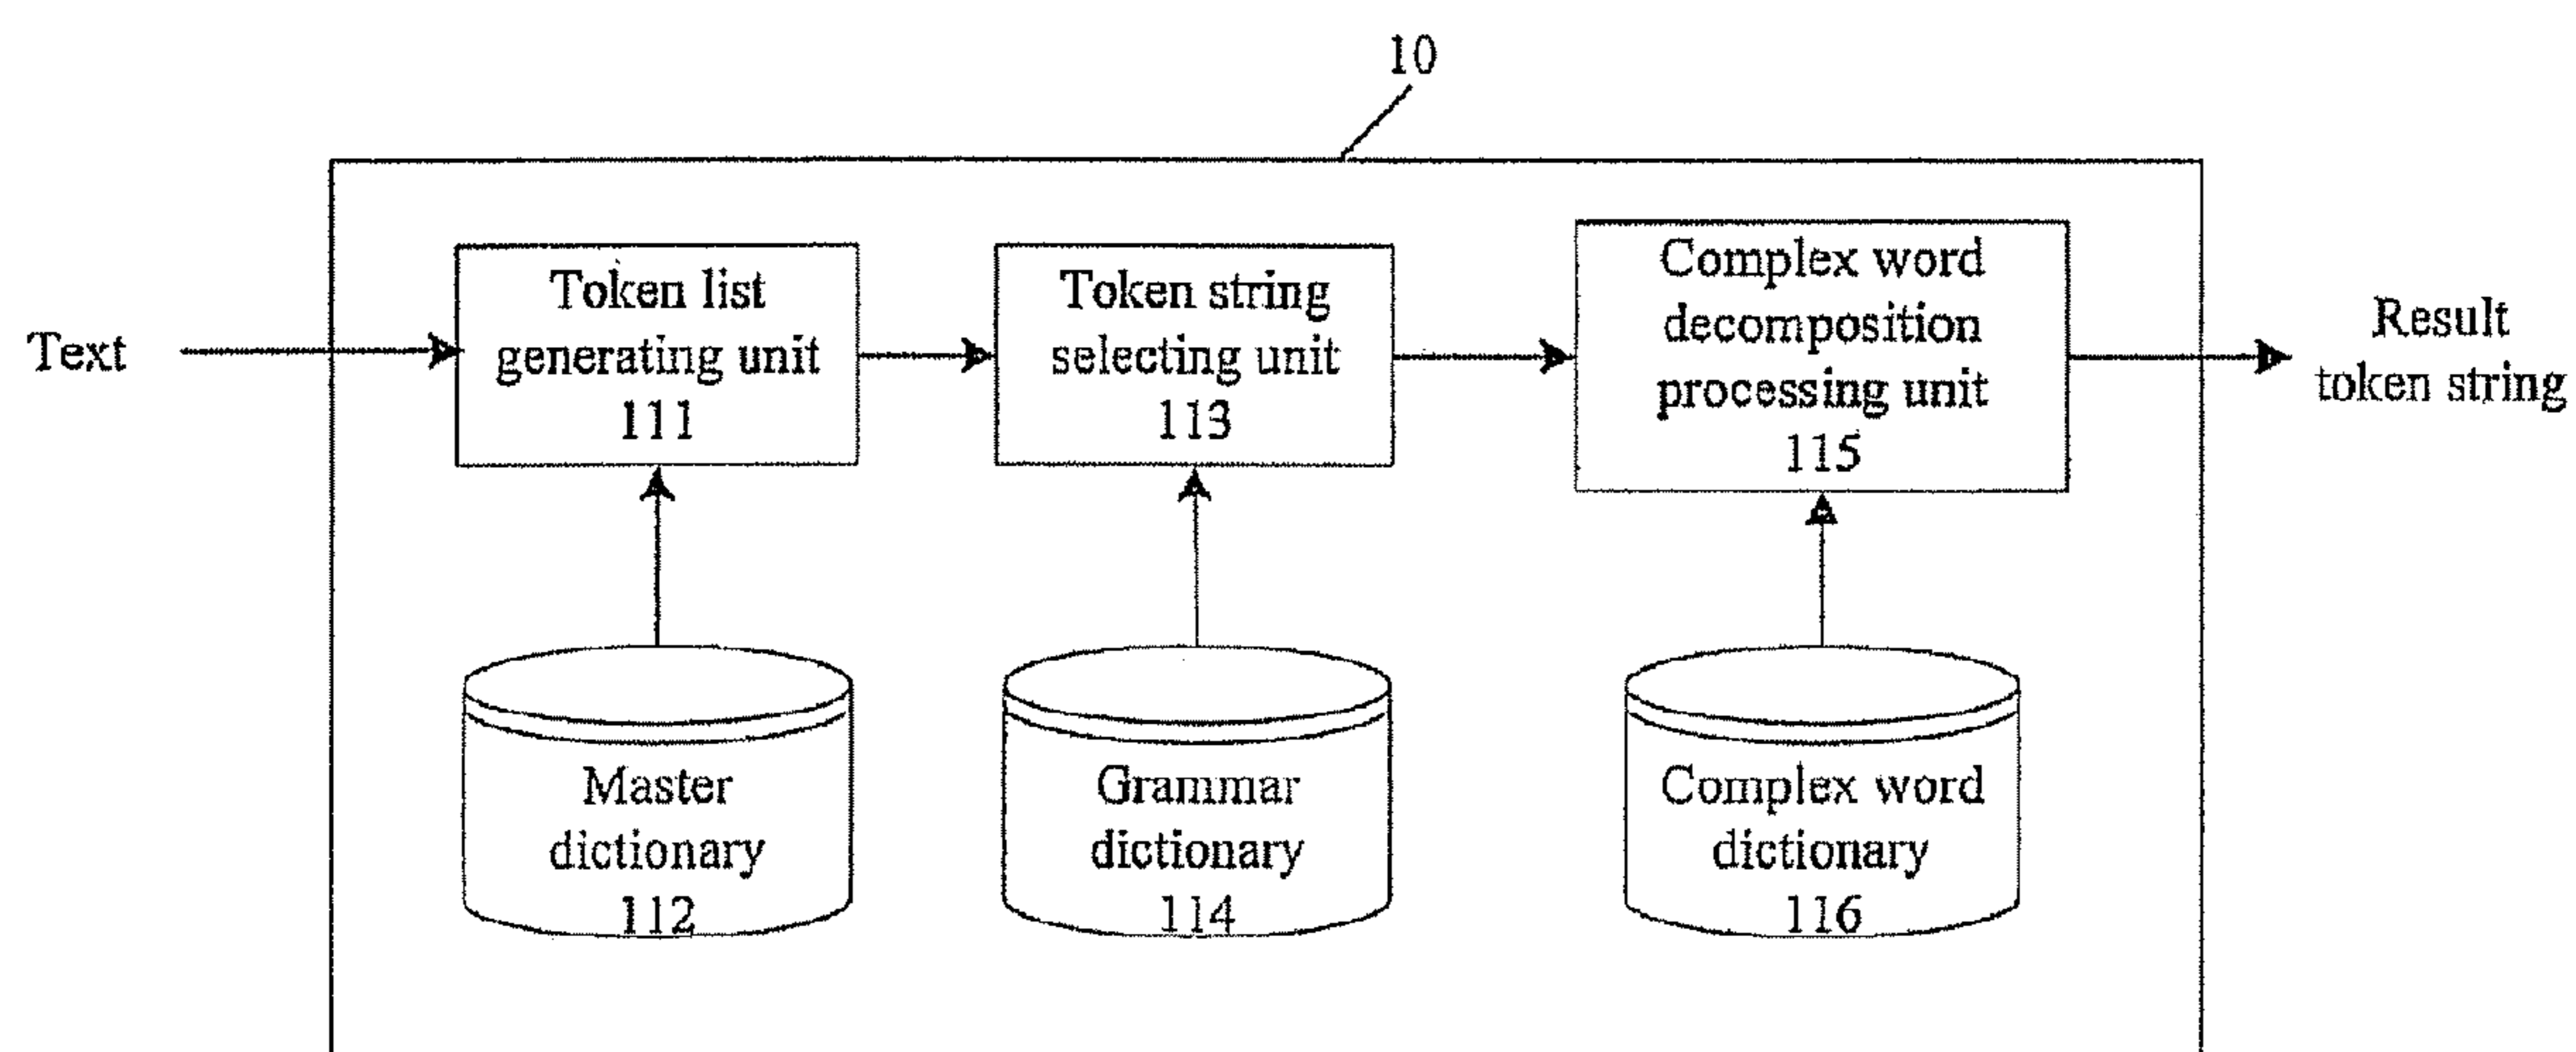 10
Text
Token list
generating unit
111
Token string
selecting unit
113
Complex word
decomposition
processing unit
115
Result
token string
Master
dictionary
112
Grammar
dictionary
114
Complex word
dictionary
116